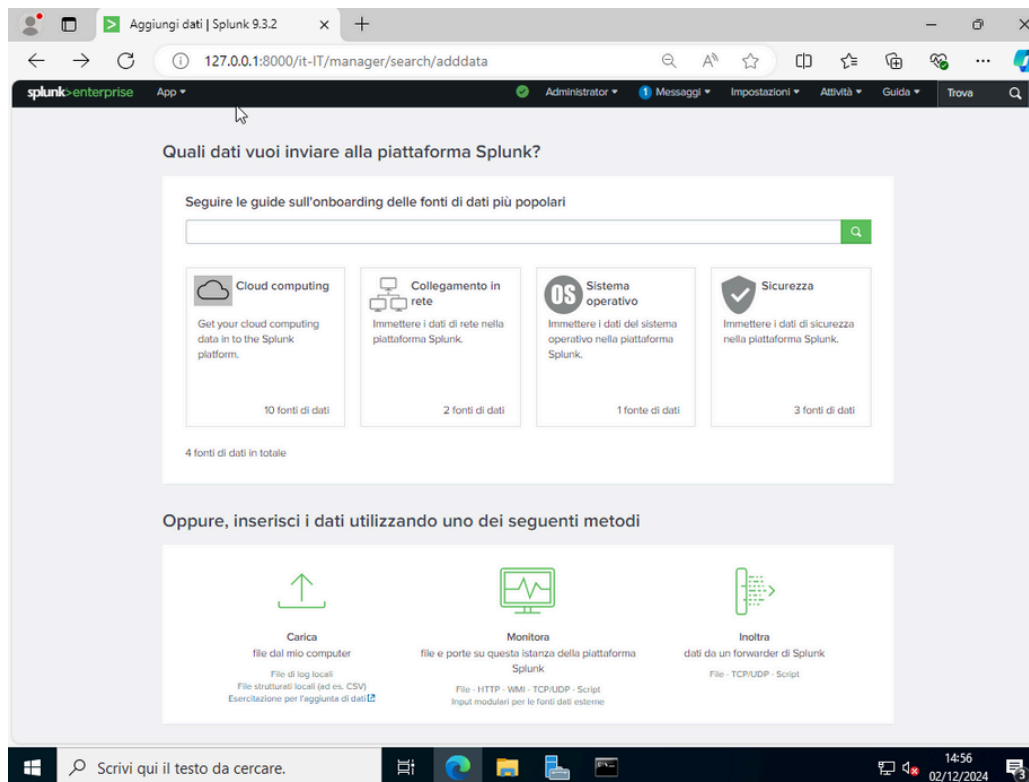 Aggiungi dati | Splunk 9.3.2
127.0.0.1:8000/it-IT/manager/search/adddata
splunk>enterprise App Administrator 1 Messaggi Impostazioni Attività Guida Trova
Quali dati vuoi inviare alla piattaforma Splunk?
Seguire le guide sull'onboarding delle fonti di dati più popolari
Cloud computing
Get your cloud computing
data in to the Splunk
platform.
10 fonti di dati
Collegamento in
rete
Immettere i dati di rete nella
piattaforma Splunk.
2 fonti di dati
OS
Sistema
operativo
Immettere i dati del sistema
operativo nella piattaforma
Splunk.
1 fonte di dati
Sicurezza
Immettere i dati di sicurezza
nella piattaforma Splunk.
3 fonti di dati
4 fonti di dati in totale
Oppure, inserisci i dati utilizzando uno dei seguenti metodi
Carica
file dal mio computer
File di log locali
File strutturati locali (ad es. CSV)
Esercitazione per l'aggiunta di dati
Monitora
file e porte su questa istanza della piattaforma
Splunk
File - HTTP - WMI - TCP/UDP - Script
Input modulari per le fonti dati esterne
Inoltra
dati da un forwarder di Splunk
File - TCP/UDP - Script
Scrivi qui il testo da cercare.
14:56
02/12/2024